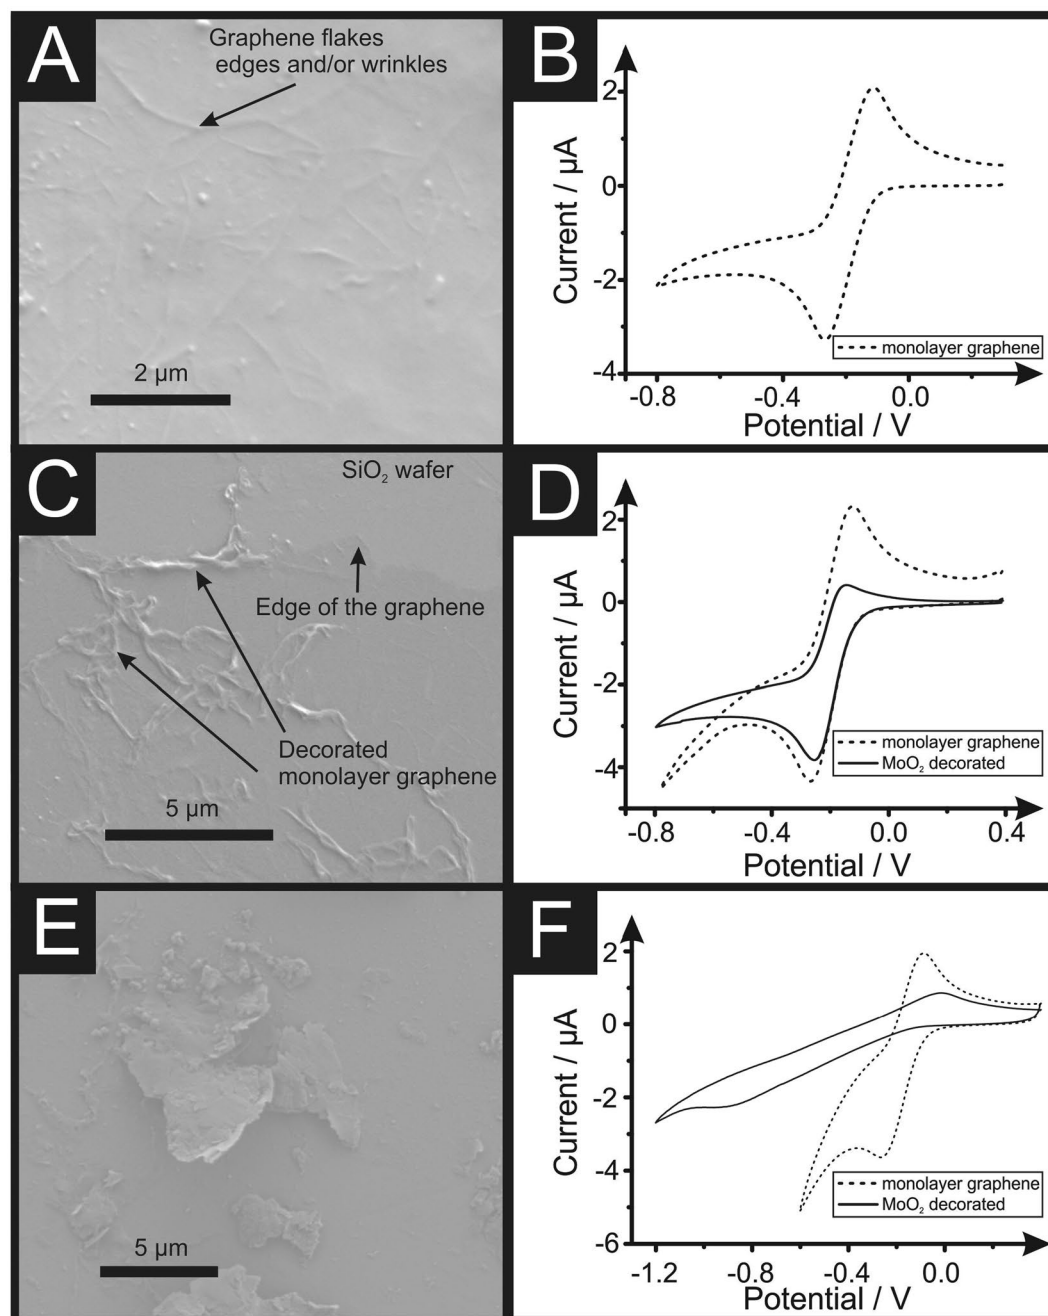 A
Graphene flakes
edges and/or wrinkles
2 µm
B
Current / µA
2
0
-2
-4
-0.8
-0.4
0.0
Potential / V
monolayer graphene
C
SiO₂ wafer
Edge of the graphene
Decorated
monolayer graphene
5 µm
D
Current / µA
2
0
-2
-4
-0.8
-0.4
0.0
0.4
Potential / V
monolayer graphene
MoO₂ decorated
E
5 µm
F
Current / µA
2
0
-2
-4
-6
-1.2
-0.8
-0.4
0.0
Potential / V
monolayer graphene
MoO₂ decorated